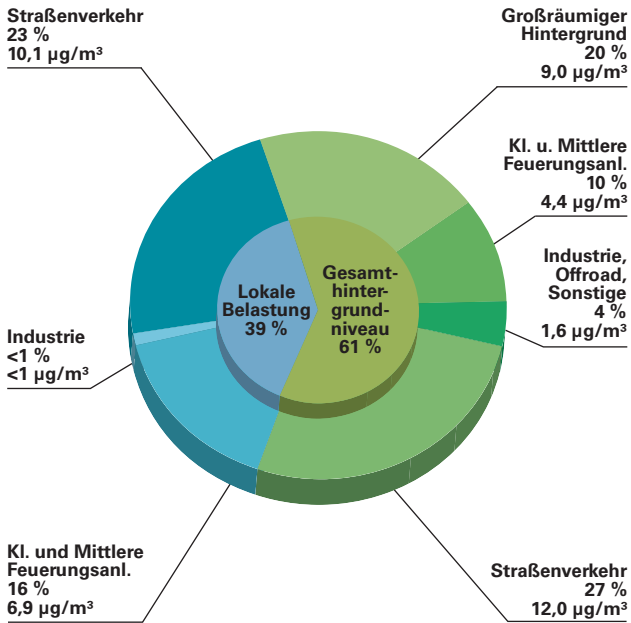 Straßenverkehr
23 %
10,1 µg/m³
Großräumiger
Hintergrund
20 %
9,0 µg/m³
Kl. u. Mittlere
Feuerungsanl.
10 %
4,4 µg/m³
Industrie,
Offroad,
Sonstige
4 %
1,6 µg/m³
Lokale
Belastung
39 %
Gesamt-
hinter-
grund-
niveau
61 %
Industrie
<1 %
<1 µg/m³
Kl. und Mittlere
Feuerungsanl.
16 %
6,9 µg/m³
Straßenverkehr
27 %
12,0 µg/m³